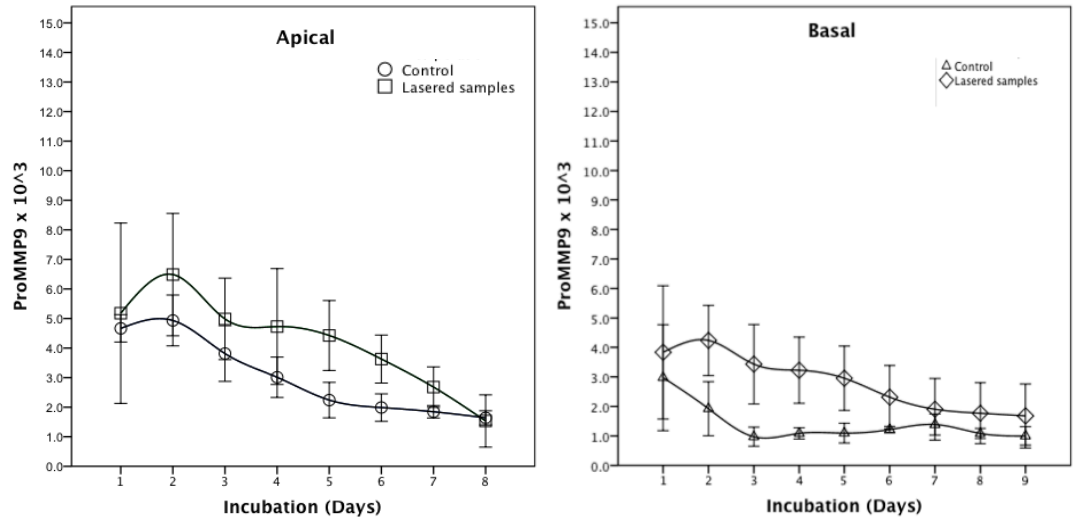 Apical
Control
Lasered samples
15.0
14.0
13.0
12.0
11.0
10.0
9.0
8.0
7.0
6.0
5.0
4.0
3.0
2.0
1.0
0.0
ProMMP9 x 10^3
1 2 3 4 5 6 7 8
Incubation (Days)
Basal
Control
Lasered samples
15.0
14.0
13.0
12.0
11.0
10.0
9.0
8.0
7.0
6.0
5.0
4.0
3.0
2.0
1.0
0.0
ProMMP9 x 10^3
1 2 3 4 5 6 7 8 9
Incubation (Days)